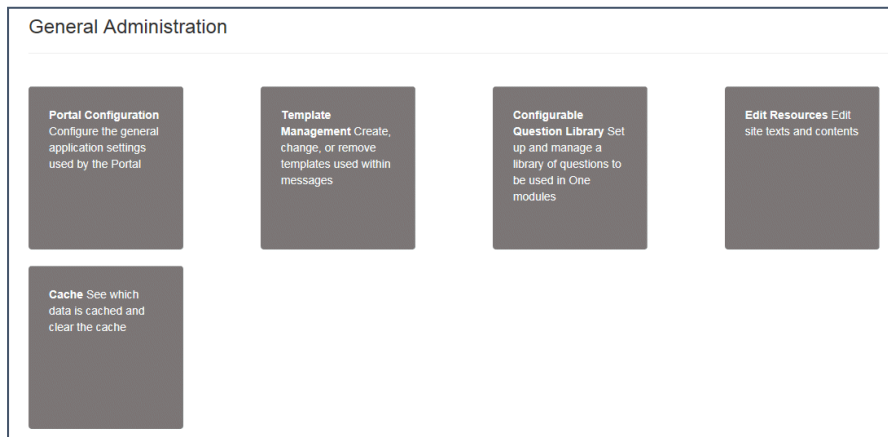 General Administration
Portal Configuration
Configure the general
application settings
used by the Portal
Template
Management Create,
change, or remove
templates used within
messages
Configurable
Question Library Set
up and manage a
library of questions to
be used in One
modules
Edit Resources Edit
site texts and contents
Cache See which
data is cached and
clear the cache